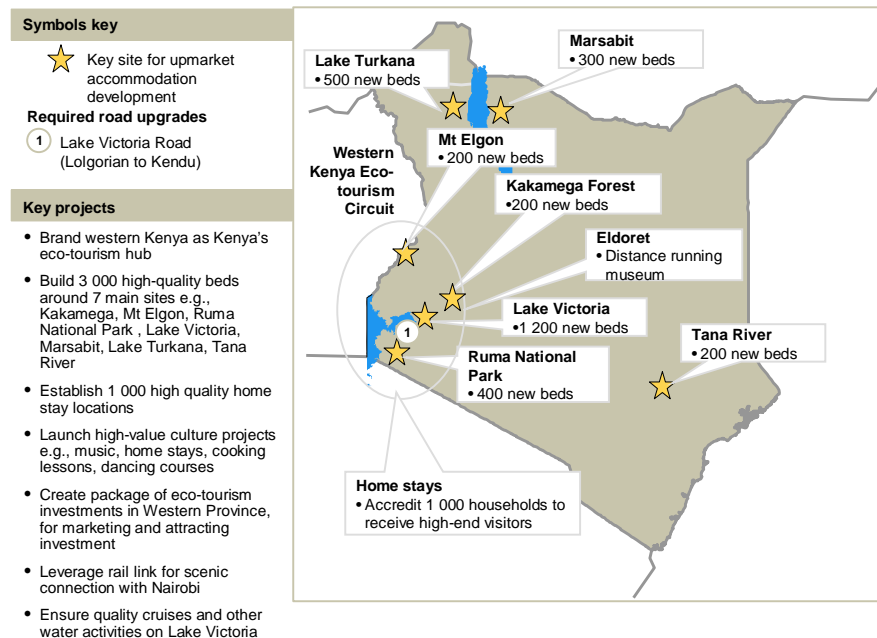 Symbols key
Key site for upmarket
accommodation
development
Required road upgrades
1 Lake Victoria Road
(Lolgorian to Kendu)
Key projects
• Brand western Kenya as Kenya's
eco-tourism hub
• Build 3 000 high-quality beds
around 7 main sites e.g.,
Kakamega, Mt Elgon, Ruma
National Park , Lake Victoria,
Marsabit, Lake Turkana, Tana
River
• Establish 1 000 high quality home
stay locations
• Launch high-value culture projects
e.g., music, home stays, cooking
lessons, dancing courses
• Create package of eco-tourism
investments in Western Province,
for marketing and attracting
investment
• Leverage rail link for scenic
connection with Nairobi
• Ensure quality cruises and other
water activities on Lake Victoria
Lake Turkana
• 500 new beds
Marsabit
• 300 new beds
Mt Elgon
• 200 new beds
Western
Kenya Eco-
tourism
Circuit
Kakamega Forest
•200 new beds
Eldoret
• Distance running
museum
Lake Victoria
•1 200 new beds
1
Ruma National
Park
• 400 new beds
Tana River
• 200 new beds
Home stays
• Accredit 1 000 households to
receive high-end visitors